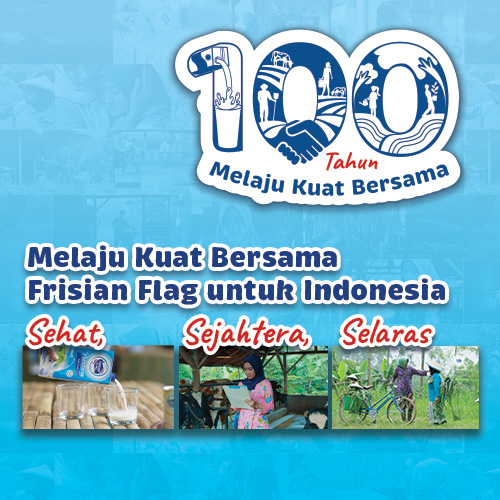 100
Tahun
Melaju Kuat Bersama
Melaju Kuat Bersama
Frisian Flag untuk Indonesia
Sehat, Sejahtera, Selaras